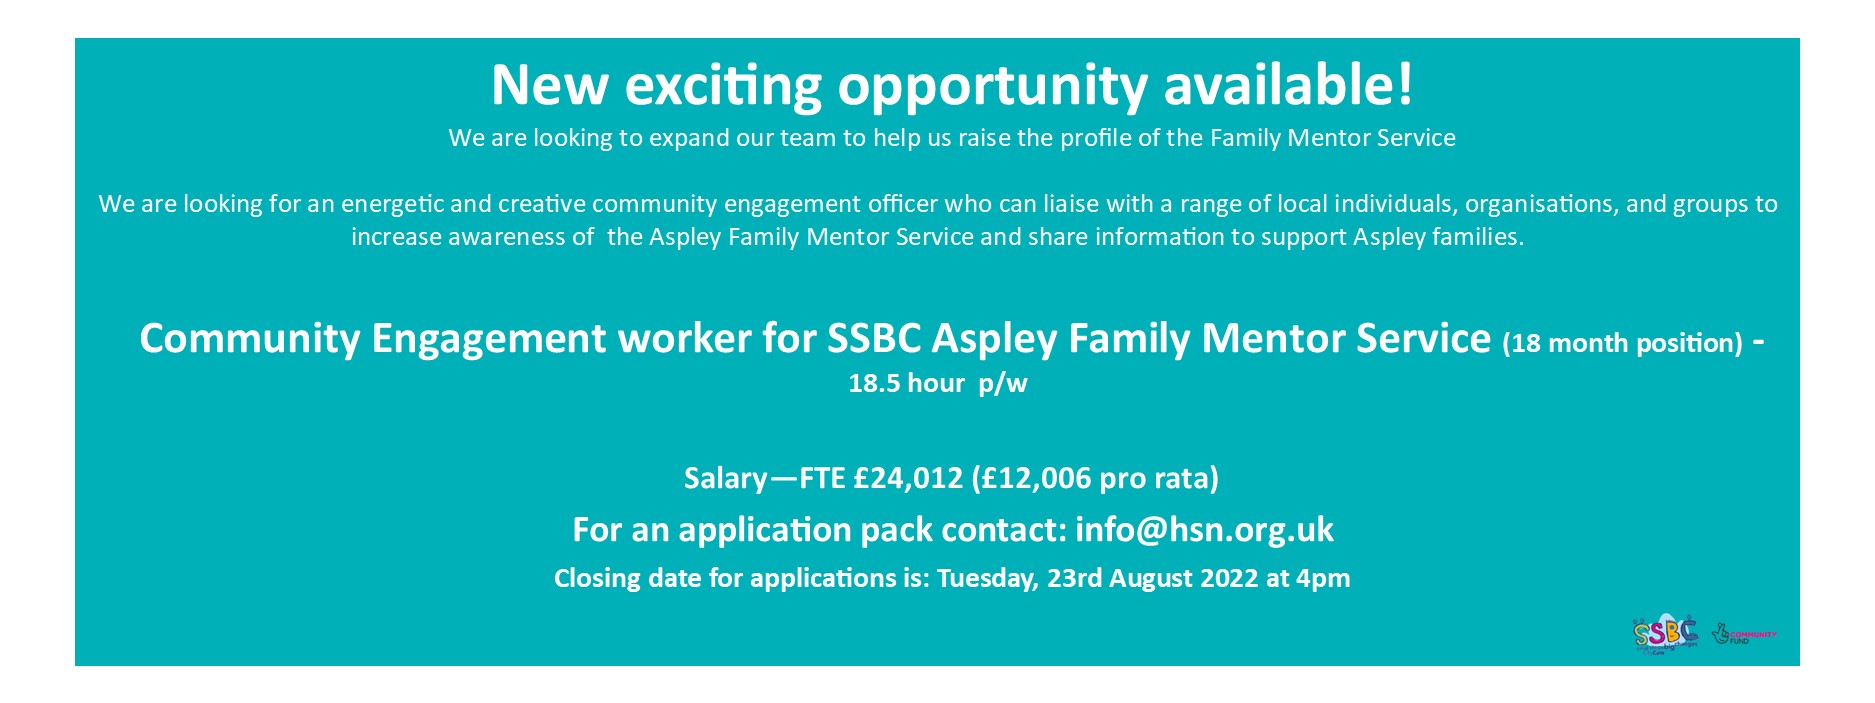 New exciting opportunity available!
We are looking to expand our team to help us raise the profile of the Family Mentor Service
We are looking for an energetic and creative community engagement officer who can liaise with a range of local individuals, organisations, and groups to
increase awareness of  the Aspley Family Mentor Service and share information to support Aspley families.
Community Engagement worker for SSBC Aspley Family Mentor Service (18 month position) -
18.5 hour  p/w
Salary—FTE £24,012 (£12,006 pro rata)
For an application pack contact: info@hsn.org.uk
Closing date for applications is: Tuesday, 23rd August 2022 at 4pm
SSBC
COMMUNITY
FUND